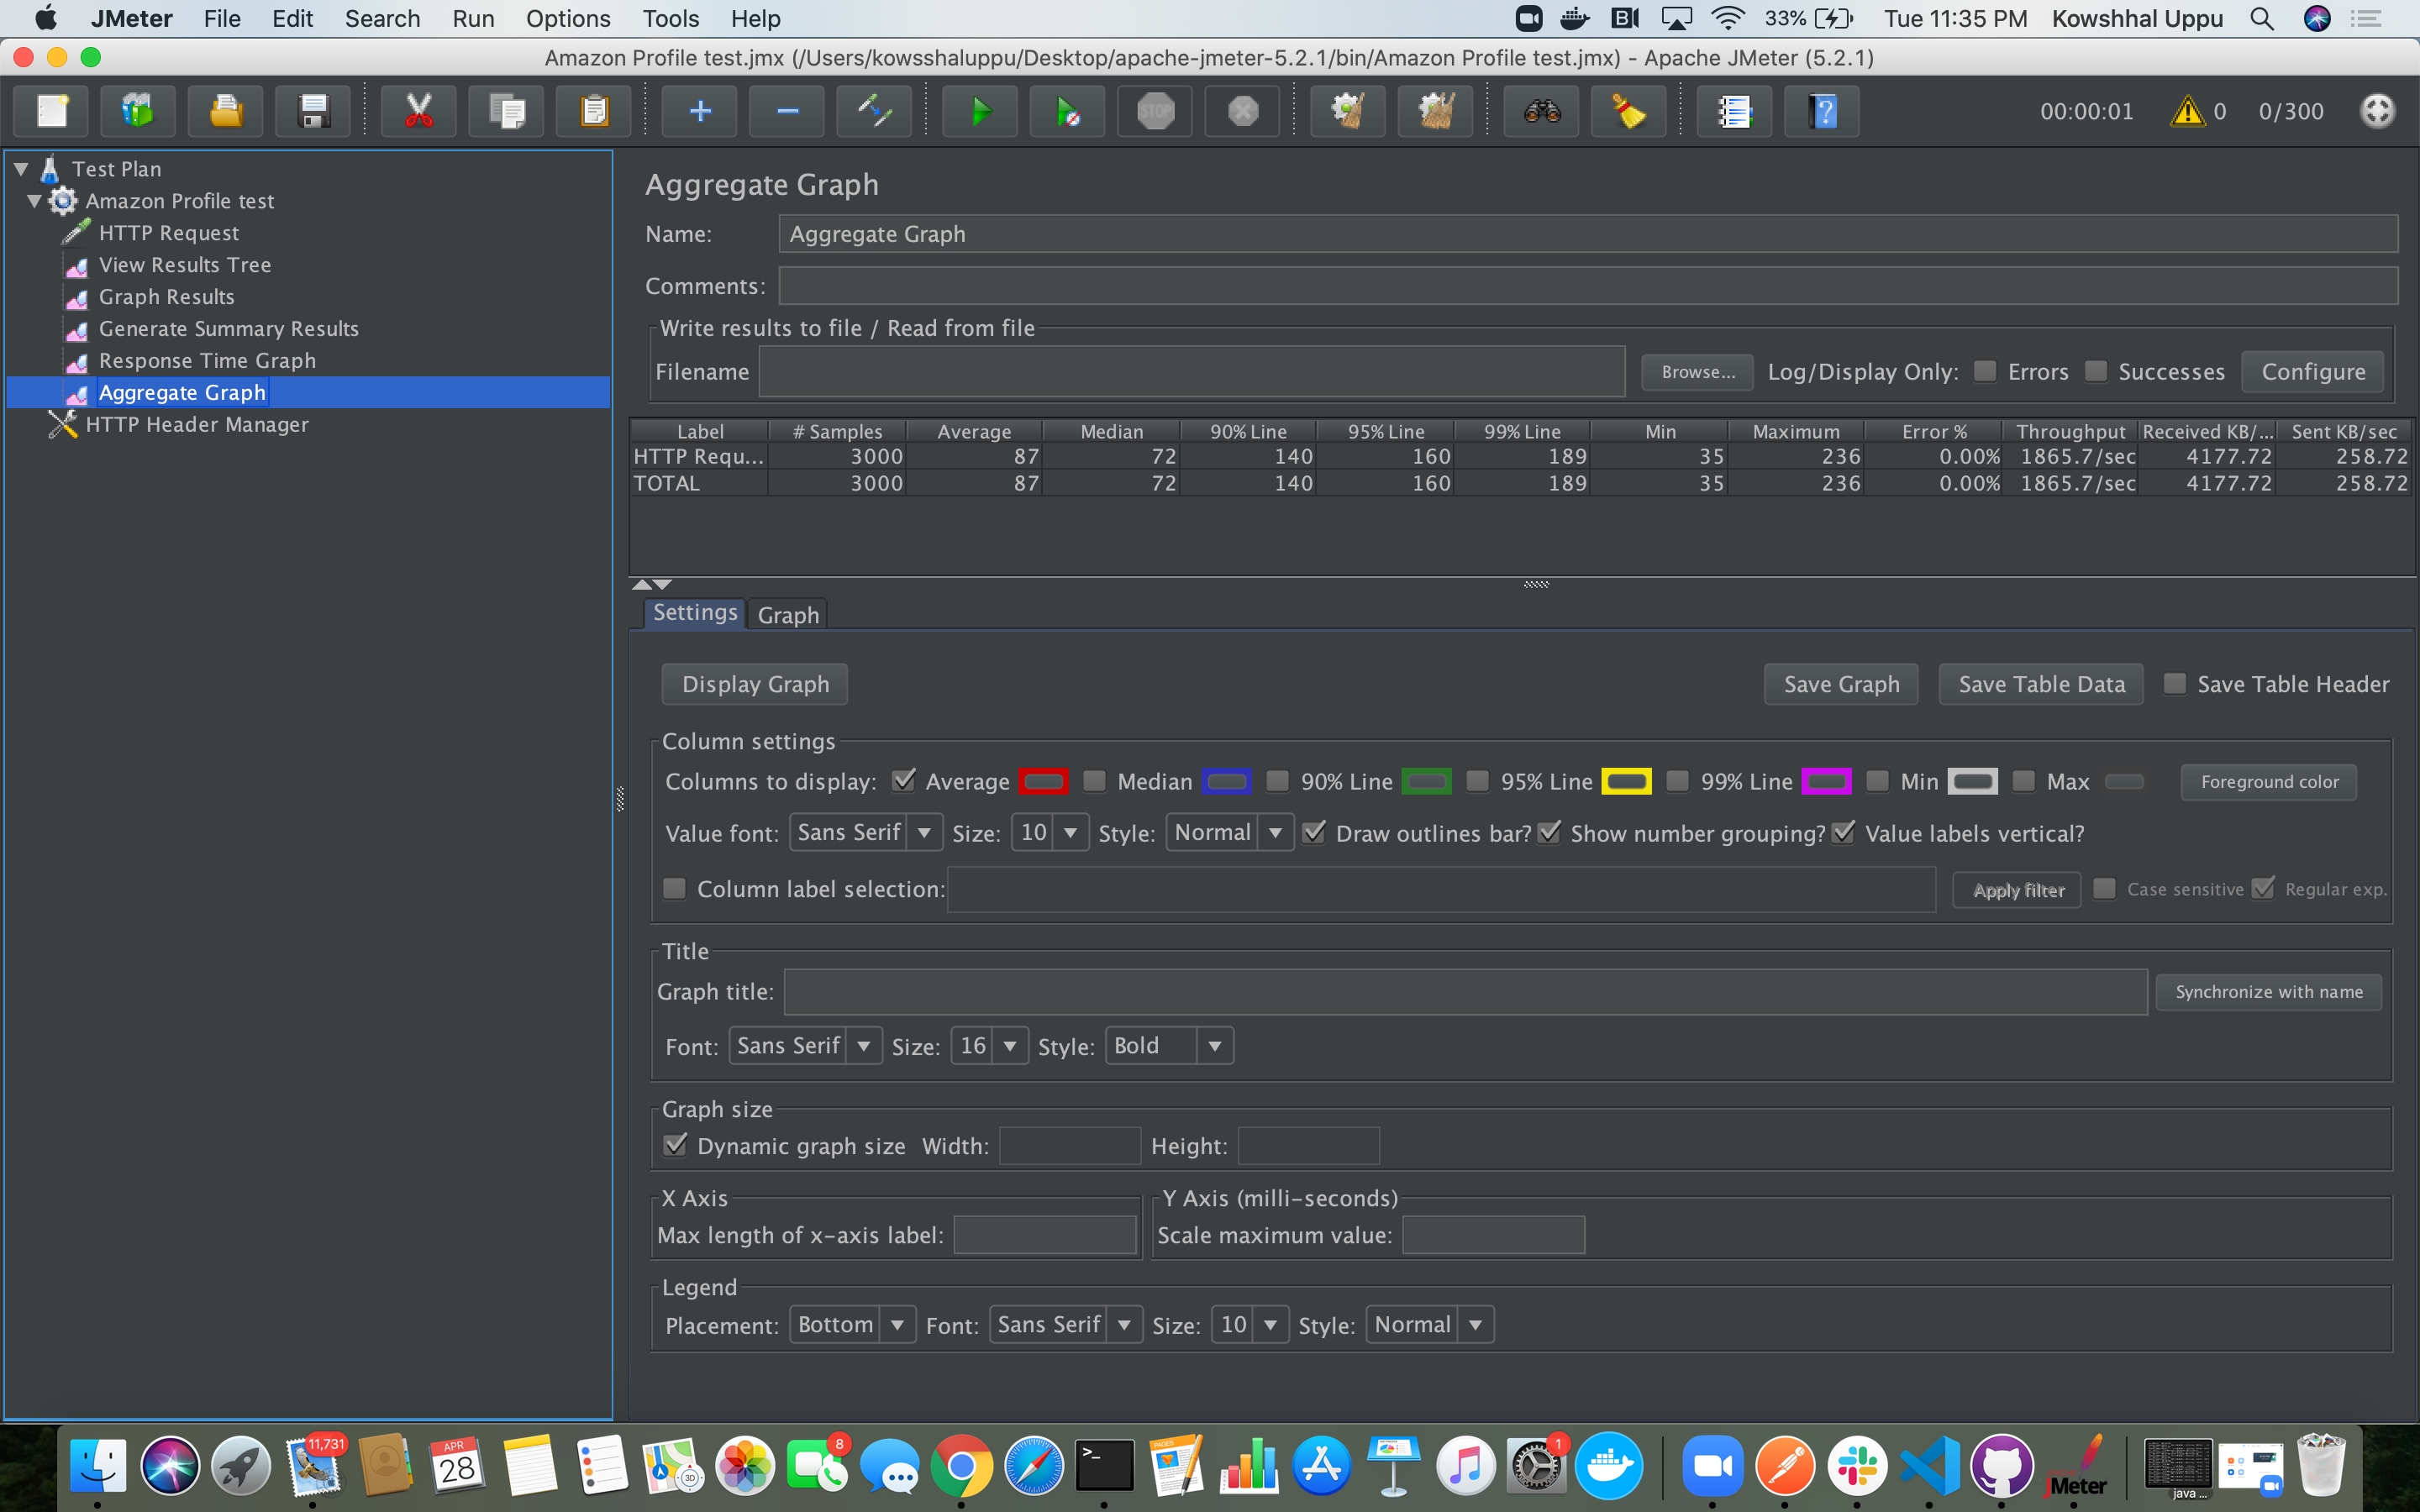 JMeter File Edit Search Run Options Tools Help 33% Tue 11:35 PM Kowshhal Uppu
Amazon Profile test.jmx (/Users/kowsshaluppu/Desktop/apache-jmeter-5.2.1/bin/Amazon Profile test.jmx) - Apache JMeter (5.2.1)
STOP 00:00:01 0 0/300
Test Plan
Amazon Profile test
HTTP Request
View Results Tree
Graph Results
Generate Summary Results
Response Time Graph
Aggregate Graph
HTTP Header Manager
Aggregate Graph
Name: Aggregate Graph
Comments:
Write results to file / Read from file
Filename Browse... Log/Display Only: Errors Successes Configure
Label # Samples Average Median 90% Line 95% Line 99% Line Min Maximum Error % Throughput Received KB/... Sent KB/sec
HTTP Requ... 3000 87 72 140 160 189 35 236 0.00% 1865.7/sec 4177.72 258.72
TOTAL 3000 87 72 140 160 189 35 236 0.00% 1865.7/sec 4177.72 258.72
Settings Graph
Display Graph Save Graph Save Table Data Save Table Header
Column settings
Columns to display: Average Median 90% Line 95% Line 99% Line Min Max Foreground color
Value font: Sans Serif Size: 10 Style: Normal Draw outlines bar? Show number grouping? Value labels vertical?
Column label selection: Apply filter Case sensitive Regular exp.
Title
Graph title: Synchronize with name
Font: Sans Serif Size: 16 Style: Bold
Graph size
Dynamic graph size Width: Height:
X Axis Y Axis (milli-seconds)
Max length of x-axis label: Scale maximum value:
Legend
Placement: Bottom Font: Sans Serif Size: 10 Style: Normal
11,731 APR 28 3D 8 >_ PAGES 1 JMeter java ...